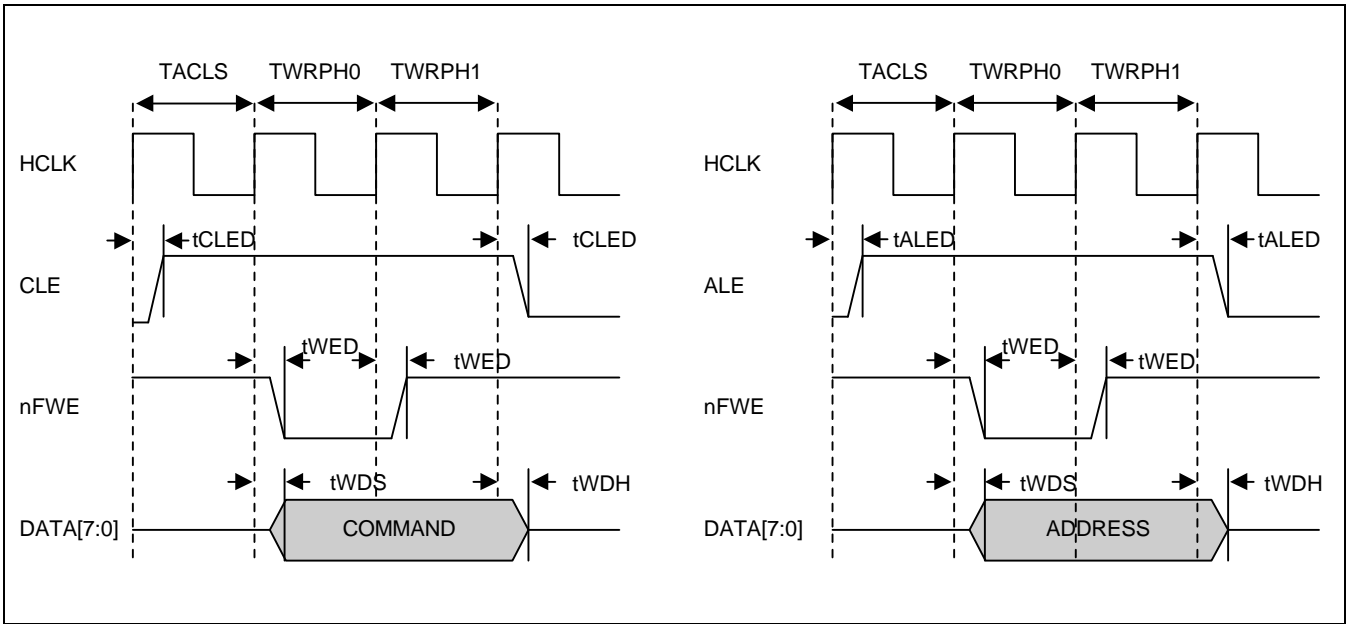 TACLS TWRPH0 TWRPH1
HCLK
tCLED tCLED
CLE
tWED
tWED
nFWE
tWDS tWDH
DATA[7:0] COMMAND
TACLS TWRPH0 TWRPH1
HCLK
tALED tALED
ALE
tWED
tWED
nFWE
tWDS tWDH
DATA[7:0] ADDRESS